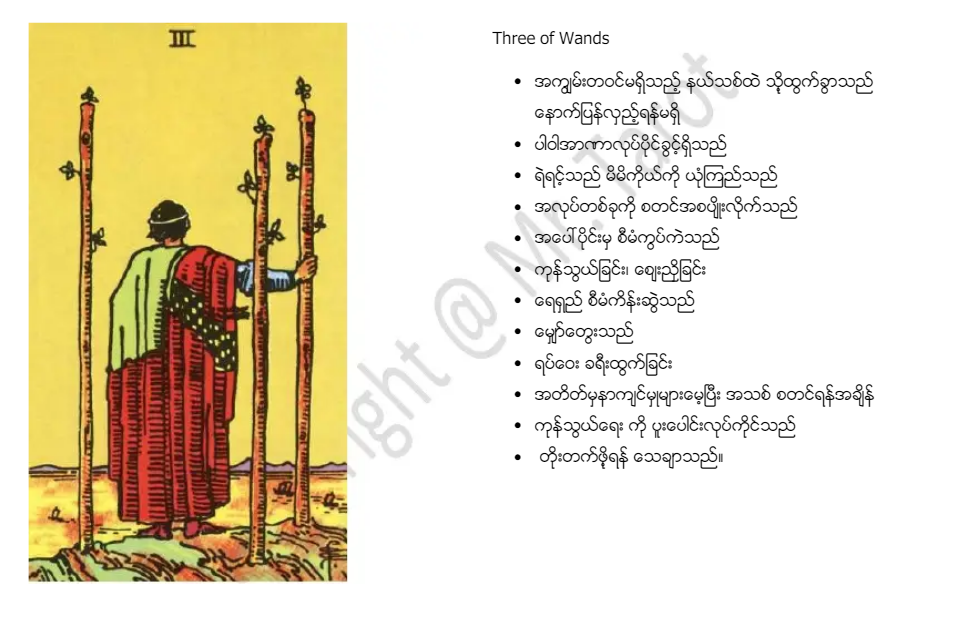 III
Three of Wands
• အကျွမ်းတဝင်မရှိသည့် နယ်သစ်ထဲ သို့ထွက်ခွာသည်
နောက်ပြန်လှည့်ရန်မရှိ
• ပါဝါအာဏာလုပ်ပိုင်ခွင့်ရှိသည်
• ရဲရင့်သည် မိမိကိုယ်ကို ယုံကြည်သည်
• အလုပ်တစ်ခုကို စတင်အစပျိုးလိုက်သည်
• အပေါ်ပိုင်းမှ စီမံကွပ်ကဲသည်
• ကုန်သွယ်ခြင်း၊ စျေးညှိခြင်း
• ရေရှည် စီမံကိန်းဆွဲသည်
• မျှော်တွေးသည်
• ရပ်ဝေး ခရီးထွက်ခြင်း
• အတိတ်မှနာကျင်မှုများမေ့ပြီး အသစ် စတင်ရန်အချိန်
• ကုန်သွယ်ရေး ကို ပူးပေါင်းလုပ်ကိုင်သည်
• တိုးတက်ဖို့ရန် သေချာသည်။
right @ Mr. Tarot